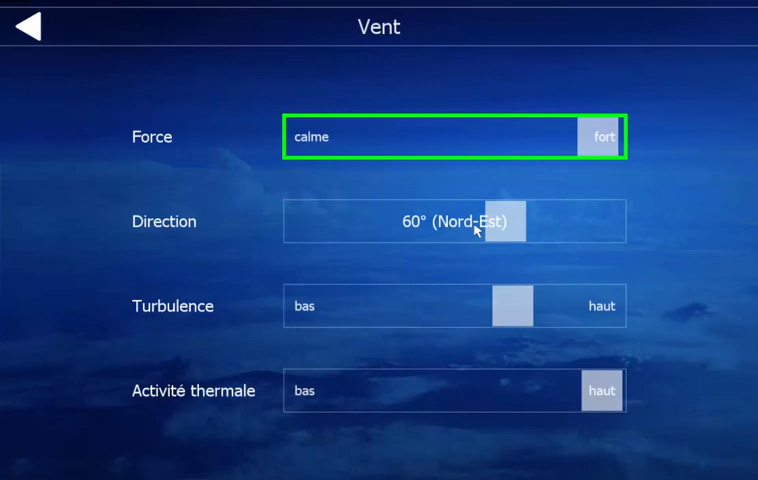 Vent
Force calme fort
Direction 60° (Nord-Est)
Turbulence bas haut
Activité thermale bas haut